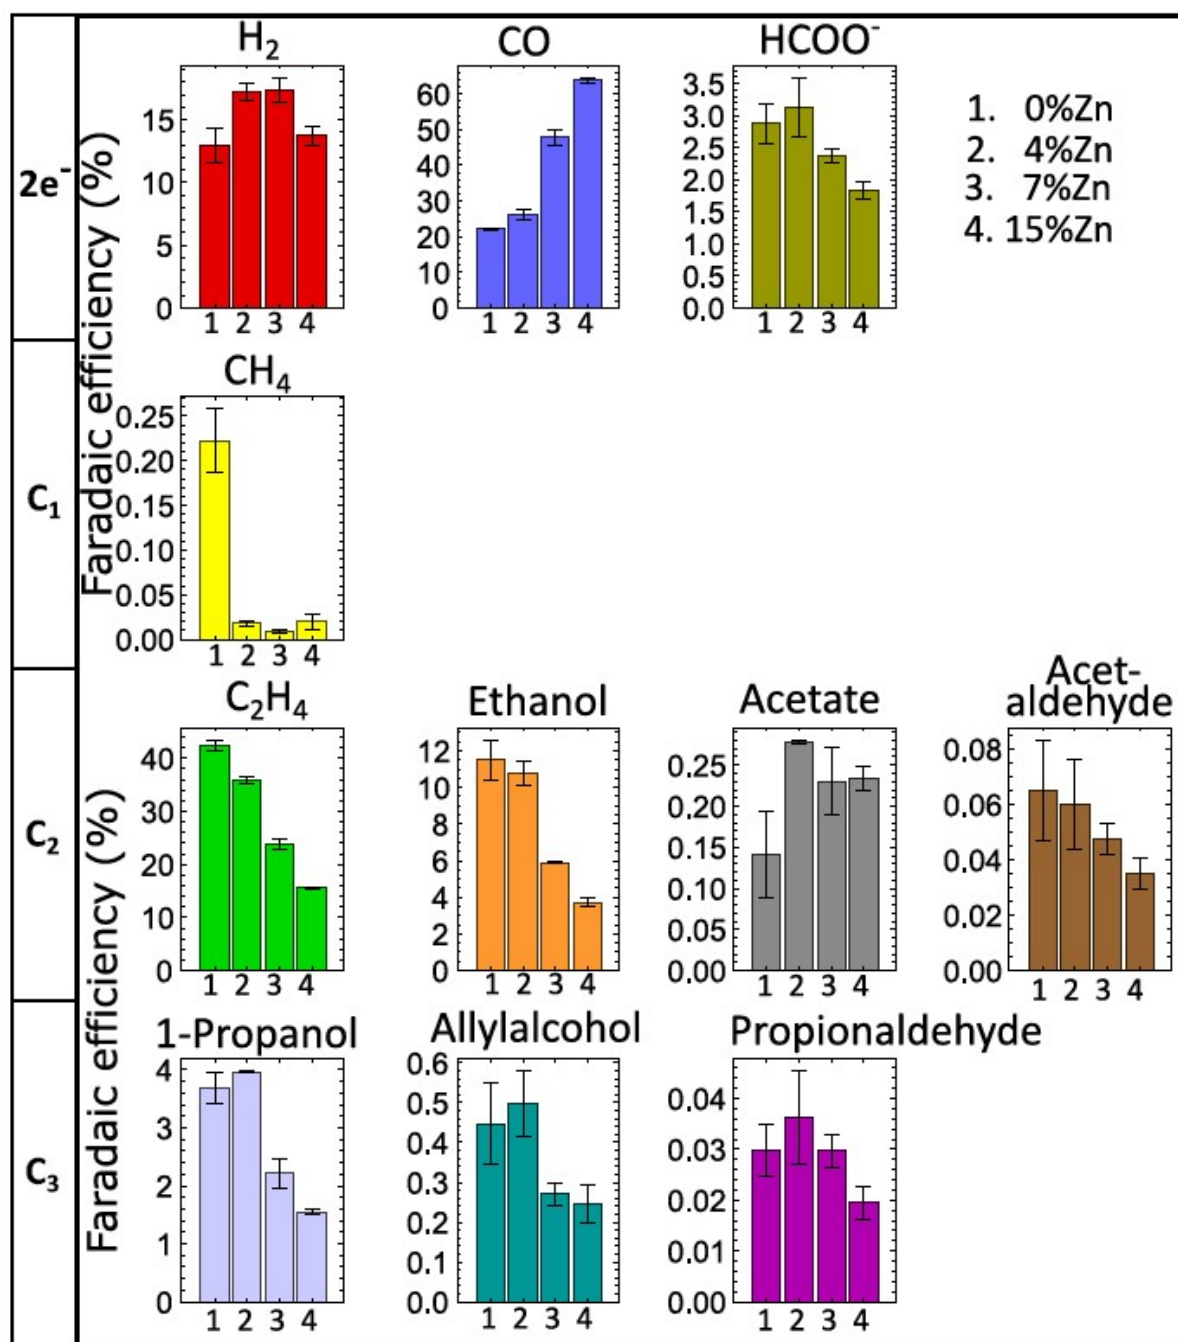 2e⁻
Faradaic efficiency (%)
H₂
15
10
5
0
1 2 3 4
CO
60
50
40
30
20
10
0
1 2 3 4
HCOO⁻
3.5
3.0
2.5
2.0
1.5
1.0
0.5
0.0
1 2 3 4
1. 0%Zn
2. 4%Zn
3. 7%Zn
4. 15%Zn
C₁
CH₄
0.25
0.20
0.15
0.10
0.05
0.00
1 2 3 4
C₂
Faradaic efficiency (%)
C₂H₄
40
30
20
10
0
1 2 3 4
Ethanol
12
10
8
6
4
2
0
1 2 3 4
Acetate
0.25
0.20
0.15
0.10
0.05
0.00
1 2 3 4
Acet-
aldehyde
0.08
0.06
0.04
0.02
0.00
1 2 3 4
C₃
1-Propanol
4
3
2
1
0
1 2 3 4
Allylalcohol
0.6
0.5
0.4
0.3
0.2
0.1
0.0
1 2 3 4
Propionaldehyde
0.04
0.03
0.02
0.01
0.00
1 2 3 4